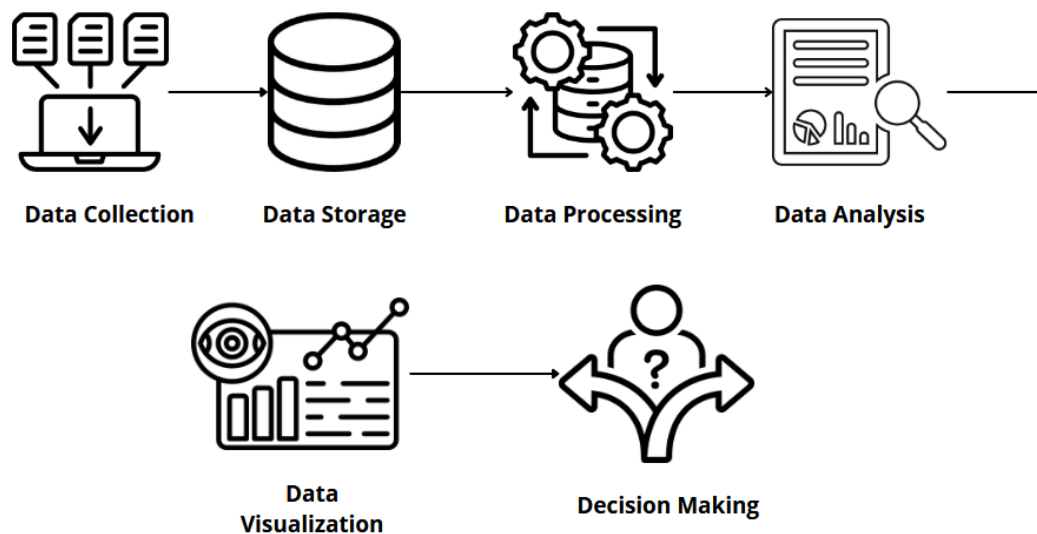 Data Collection
Data Storage
Data Processing
Data Analysis
?
Data
Visualization
Decision Making